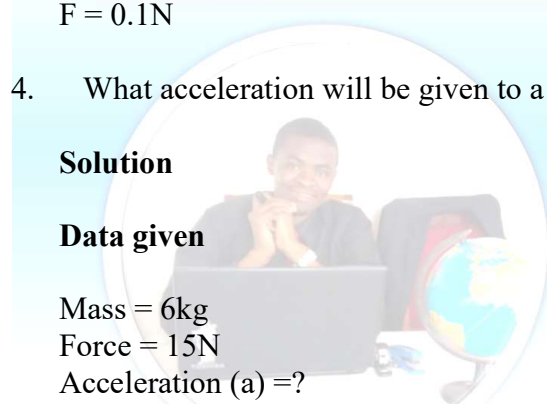 F = 0.1N
4. What acceleration will be given to a
Solution
Data given
Mass = 6kg
Force = 15N
Acceleration (a) =?